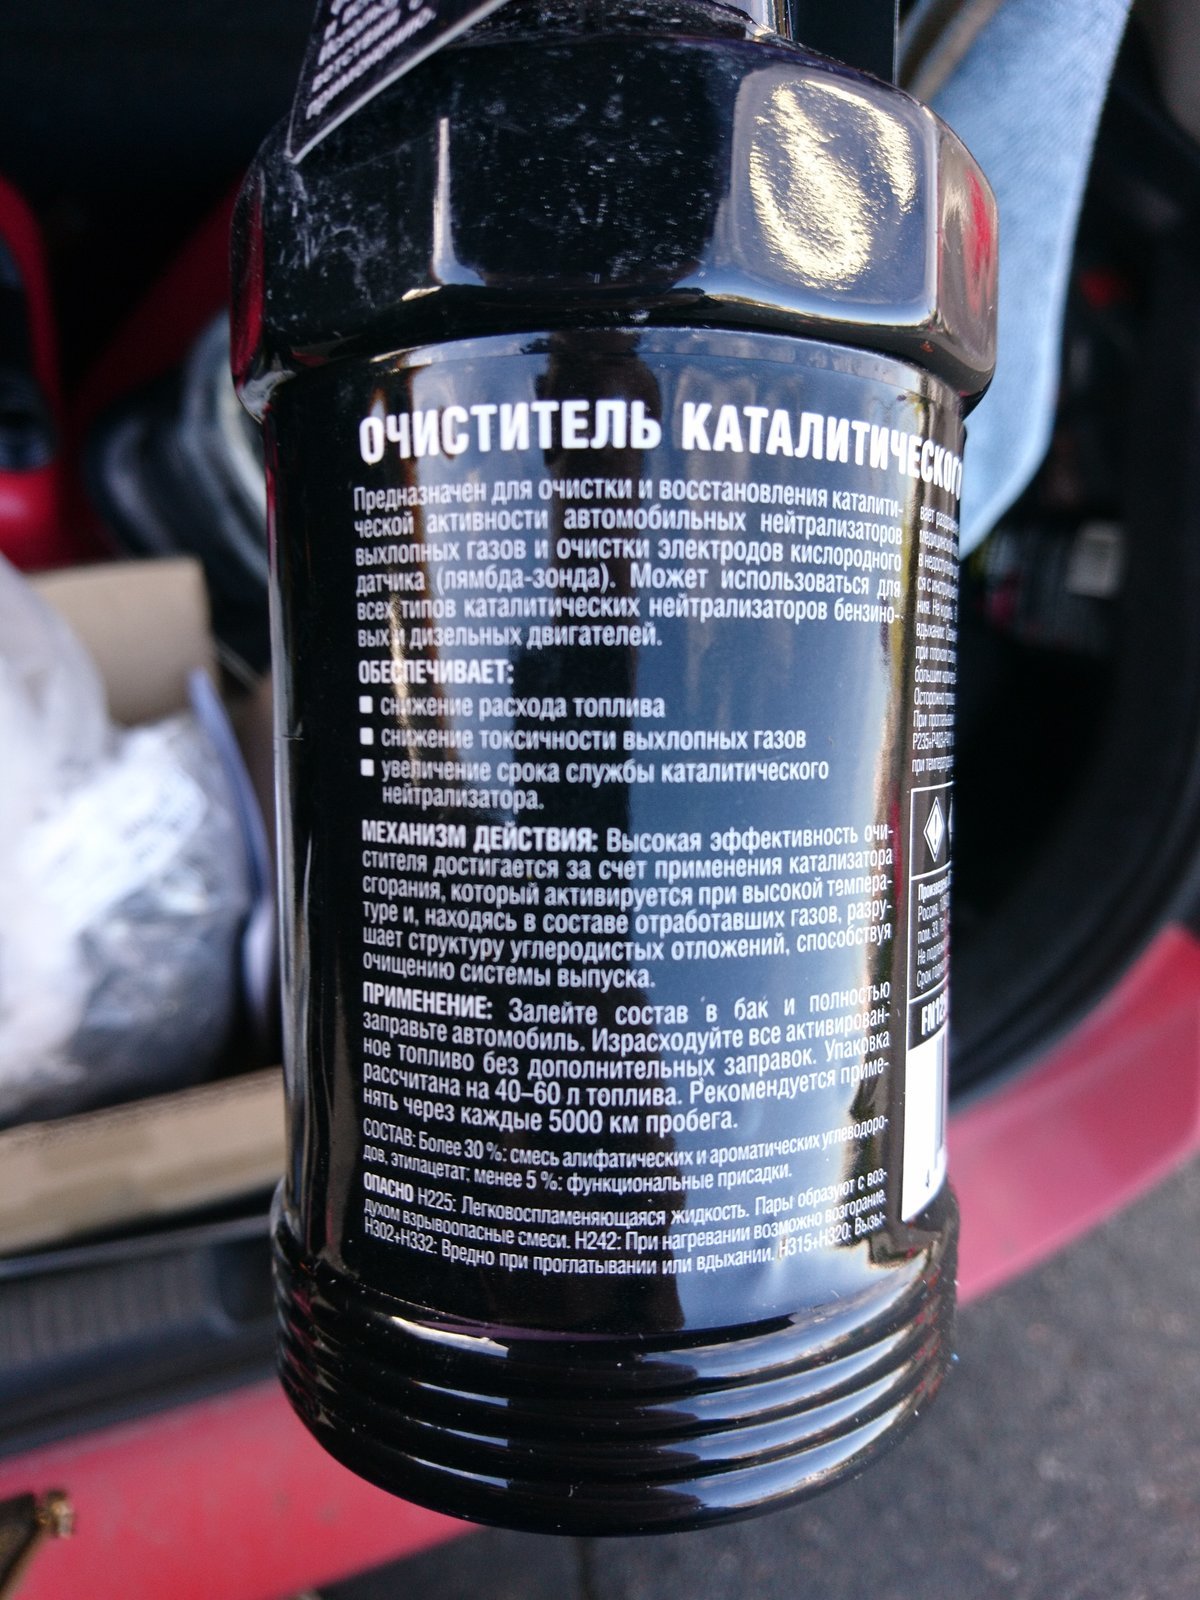 применению.
ОЧИСТИТЕЛЬ КАТАЛИТИЧЕСКОГО
Предназначен для очистки и восстановления каталити-
ческой активности автомобильных нейтрализаторов
выхлопных газов и очистки электродов кислородного
датчика (лямбда-зонда). Может использоваться для
всех типов каталитических нейтрализаторов бензино-
вых и дизельных двигателей.
ОБЕСПЕЧИВАЕТ:
■ снижение расхода топлива
■ снижение токсичности выхлопных газов
■ увеличение срока службы каталитического
нейтрализатора.
МЕХАНИЗМ ДЕЙСТВИЯ: Высокая эффективность очи-
стителя достигается за счет применения катализатора
сгорания, который активируется при высокой темпера-
туре и, находясь в составе отработавших газов, разру-
шает структуру углеродистых отложений, способствуя
очищению системы выпуска.
ПРИМЕНЕНИЕ: Залейте состав в бак и полностью
заправьте автомобиль. Израсходуйте все активирован-
ное топливо без дополнительных заправок. Упаковка
рассчитана на 40–60 л топлива. Рекомендуется приме-
нять через каждые 5000 км пробега.
СОСТАВ: Более 30 %: смесь алифатических и ароматических углеводоро-
дов, этилацетат; менее 5 %: функциональные присадки.
ОПАСНО H225: Легковоспламеняющаяся жидкость. Пары образуют с воз-
духом взрывоопасные смеси. H242: При нагревании возможно возгорание.
H302+H332: Вредно при проглатывании или вдыхании. H315+H320: Вызы-